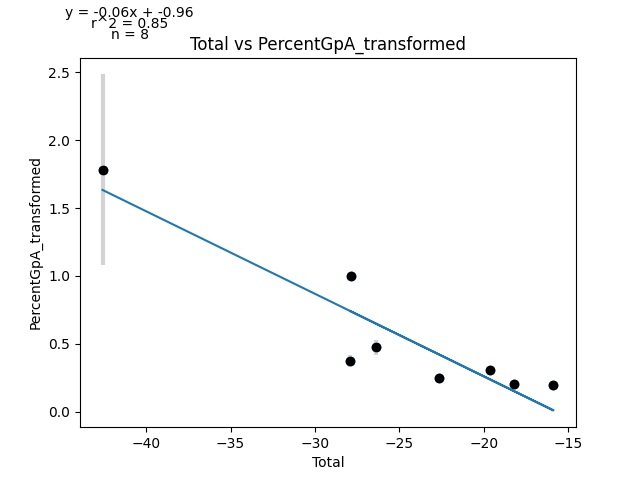 y = -0.06x + -0.96
r^2 = 0.85
n = 8
Total vs PercentGpA_transformed
2.5
2.0
1.5
1.0
0.5
0.0
PercentGpA_transformed
−40
−35
−30
−25
−20
−15
Total